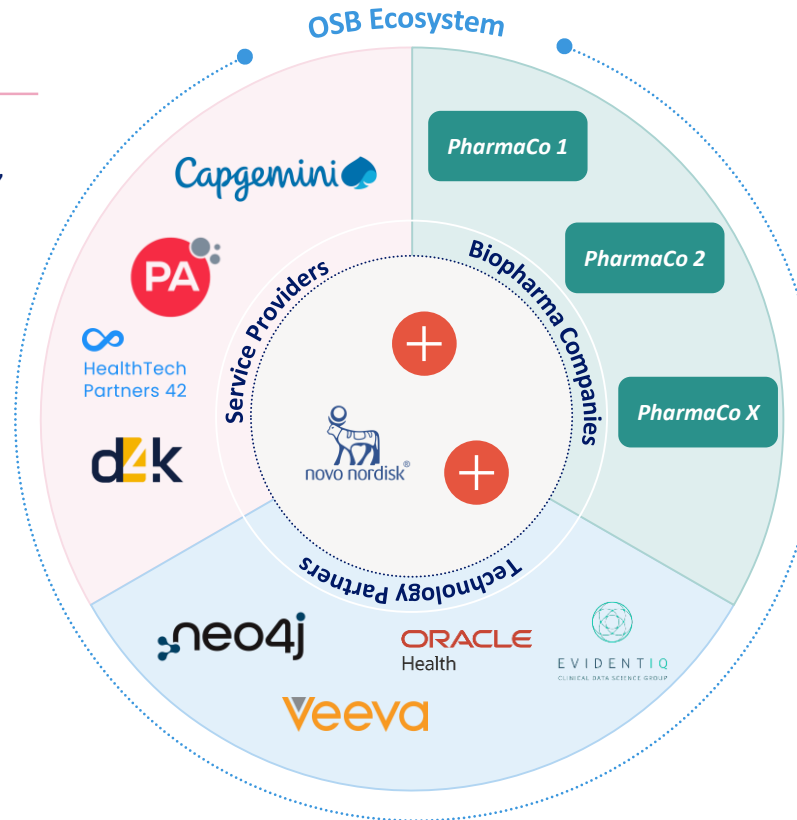 OSB Ecosystem
Capgemini
PharmaCo 1
PA
PharmaCo 2
HealthTech
Partners 42
Service Providers
Biopharma Companies
PharmaCo X
d4k
novo nordisk®
Technology Partners
neo4j
ORACLE
Health
EVIDENTIQ
CLINICAL DATA SCIENCE GROUP
Veeva